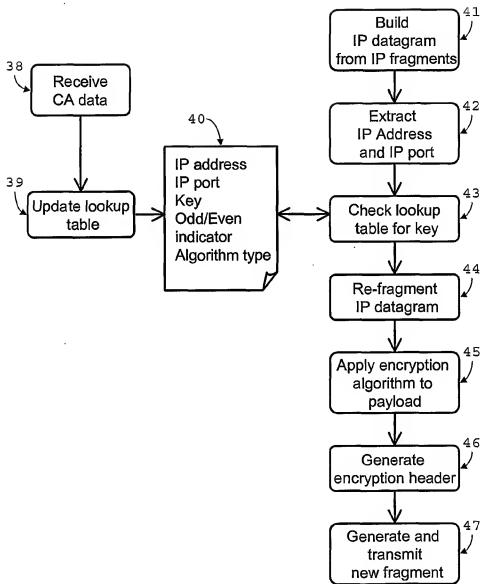 38
Receive
CA data
39
Update lookup
table
40
IP address
IP port
Key
Odd/Even
indicator
Algorithm type
41
Build
IP datagram
from IP fragments
42
Extract
IP Address
and IP port
43
Check lookup
table for key
44
Re-fragment
IP datagram
45
Apply encryption
algorithm to
payload
46
Generate
encryption header
47
Generate and
transmit
new fragment